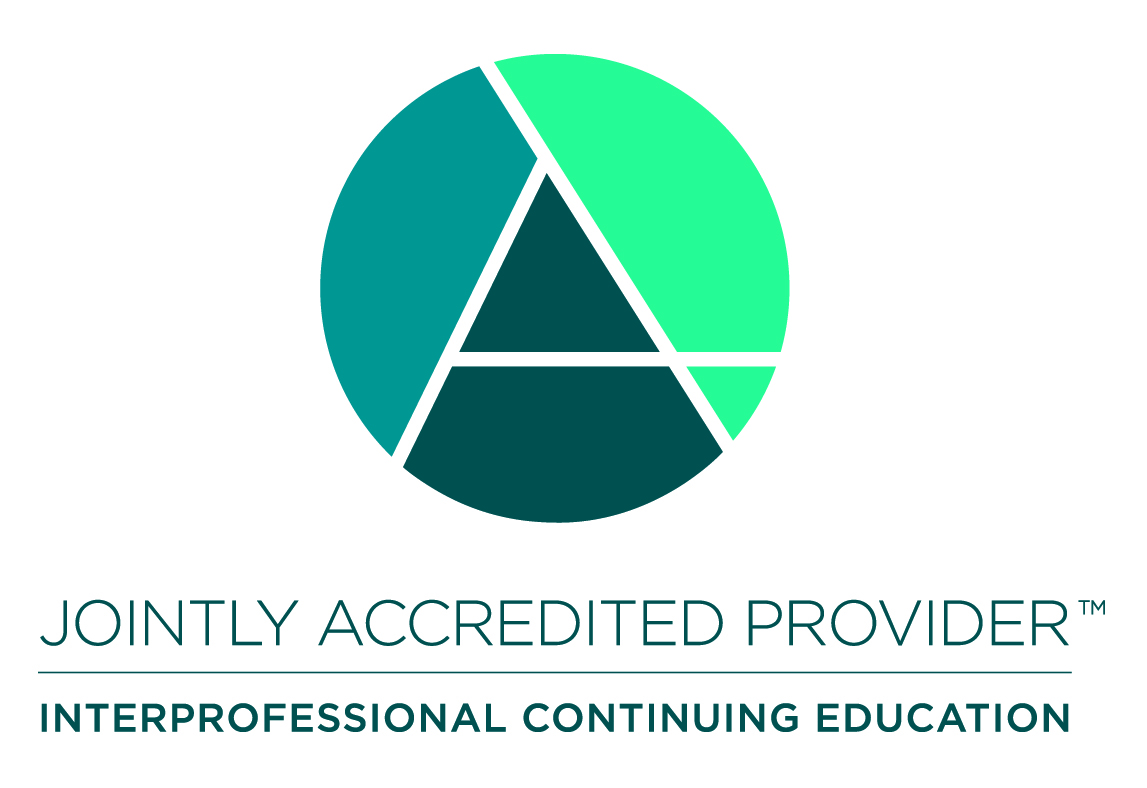 JOINTLY ACCREDITED PROVIDER™
INTERPROFESSIONAL CONTINUING EDUCATION